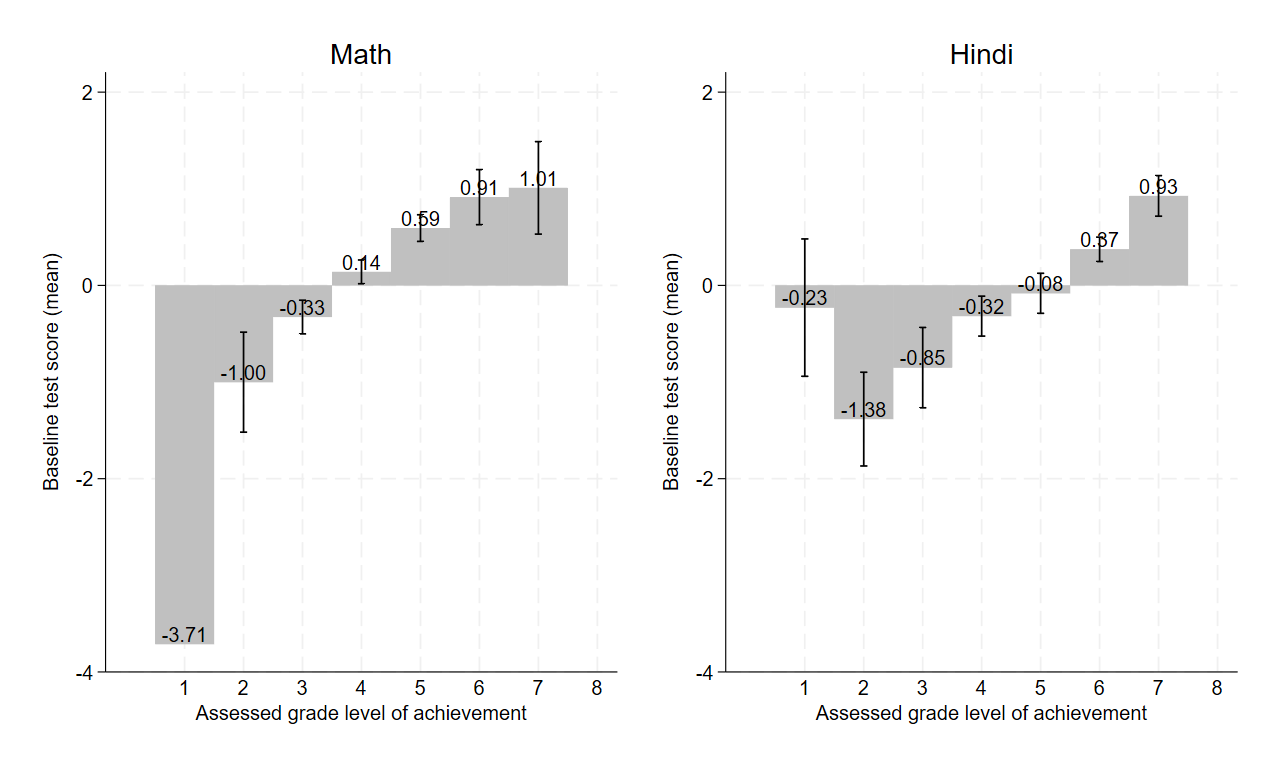 Math
Baseline test score (mean)
2
0
-2
-4
-3.71
-1.00
-0.33
0.14
0.59
0.91
1.01
1 2 3 4 5 6 7 8
Assessed grade level of achievement
Hindi
Baseline test score (mean)
2
0
-2
-4
-0.23
-1.38
-0.85
-0.32
-0.08
0.37
0.93
1 2 3 4 5 6 7 8
Assessed grade level of achievement